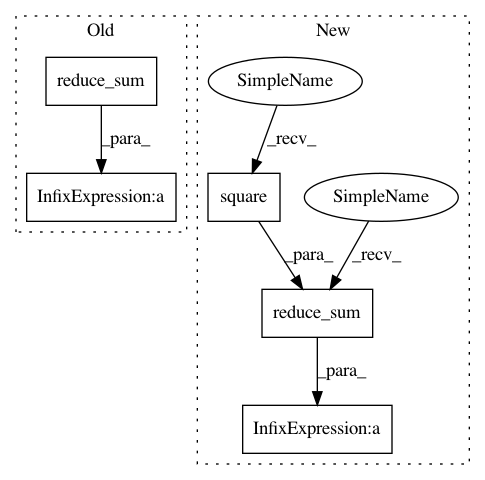 Old
New
reduce_sum
SimpleName
_para_
_recv_
InfixExpression:a
square
SimpleName
_para_
_recv_
reduce_sum
_para_
InfixExpression:a